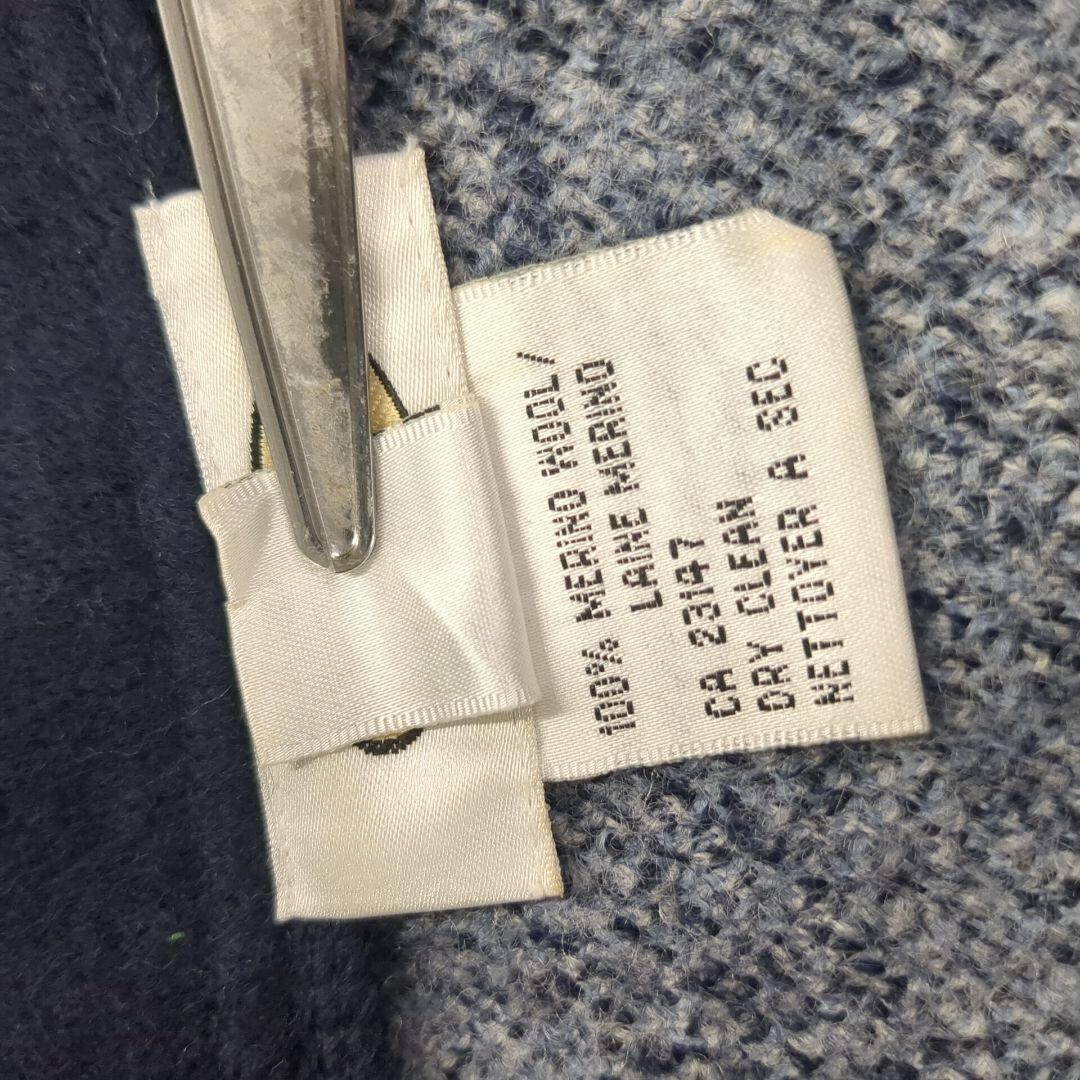 100% MERINO WOOL/
LAINE MERINO
CA 23147
DRY CLEAN
NETTOYER A SEC